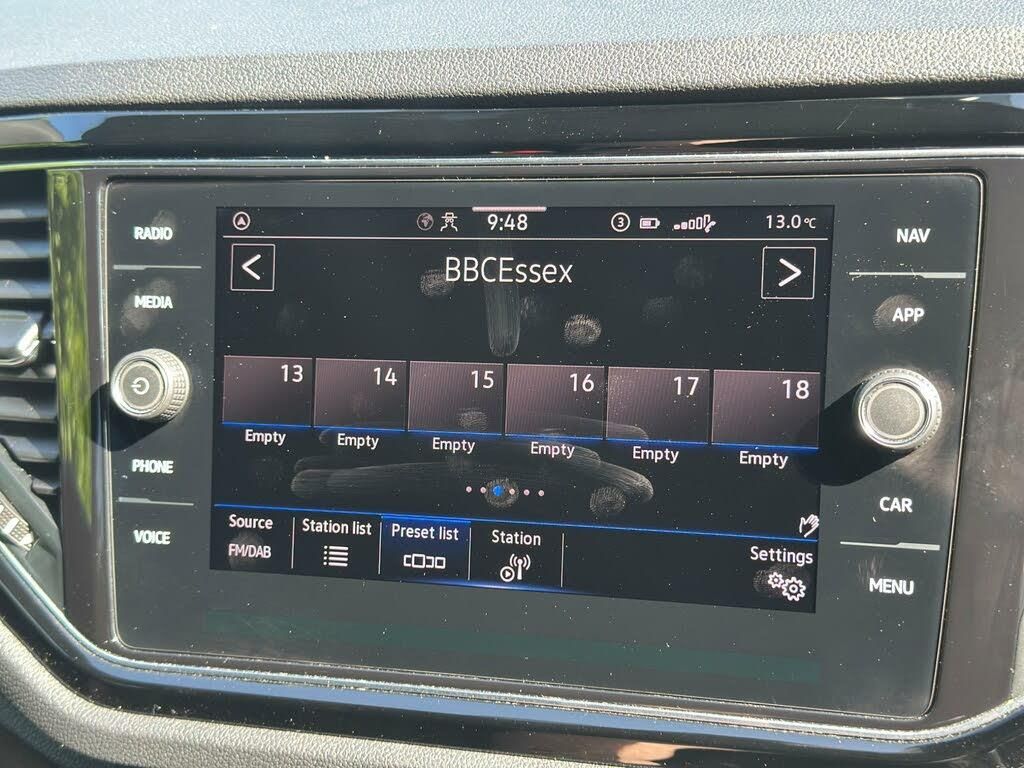 RADIO
MEDIA
PHONE
VOICE
9:48
3
13.0 °C
<
BBCEssex
>
13 14 15 16 17 18
Empty Empty Empty Empty Empty Empty
Source Station list Preset list Station Settings
FM/DAB
NAV
APP
CAR
MENU